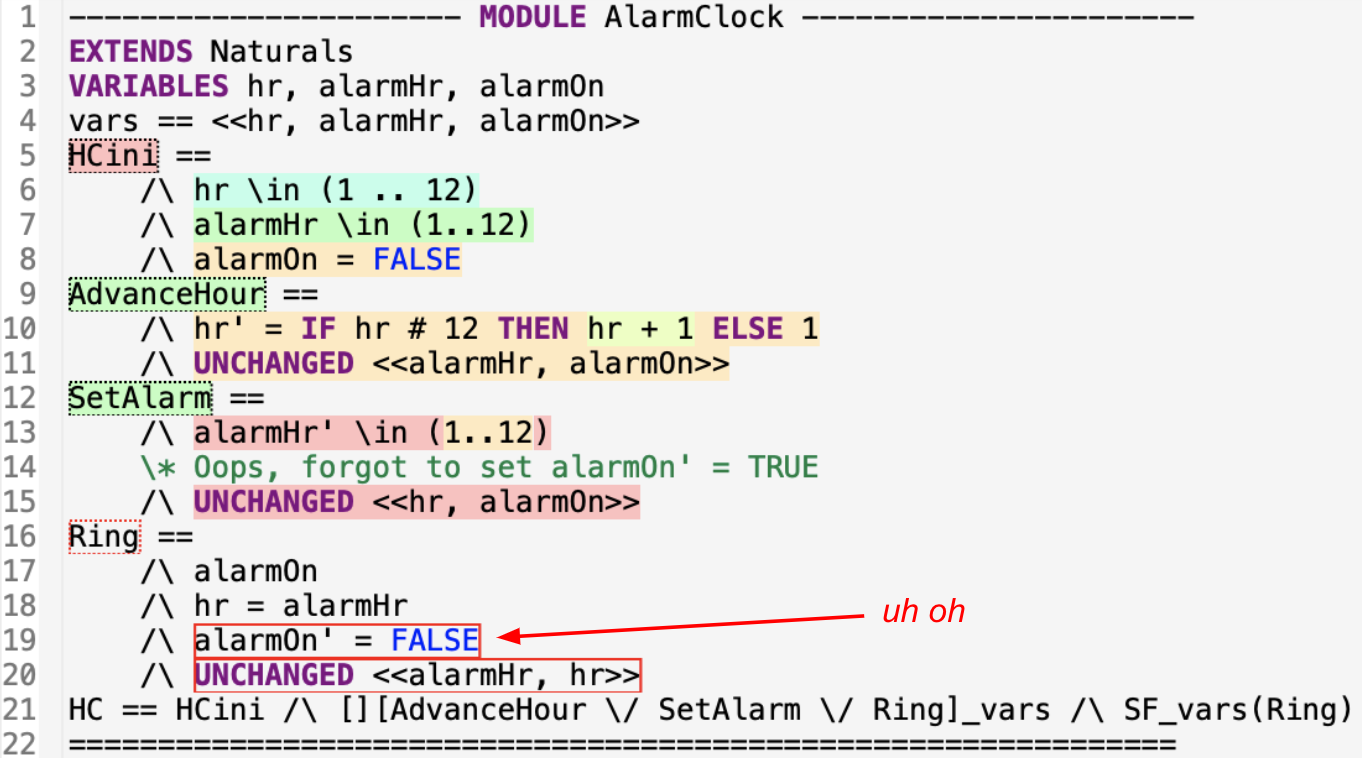 1 ---------------------- MODULE AlarmClock ----------------------
2 EXTENDS Naturals
3 VARIABLES hr, alarmHr, alarmOn
4 vars == <<hr, alarmHr, alarmOn>>
5 HCini ==
6     /\ hr \in (1 .. 12)
7     /\ alarmHr \in (1..12)
8     /\ alarmOn = FALSE
9 AdvanceHour ==
10     /\ hr' = IF hr # 12 THEN hr + 1 ELSE 1
11     /\ UNCHANGED <<alarmHr, alarmOn>>
12 SetAlarm ==
13     /\ alarmHr' \in (1..12)
14     \* Oops, forgot to set alarmOn' = TRUE
15     /\ UNCHANGED <<hr, alarmOn>>
16 Ring ==
17     /\ alarmOn
18     /\ hr = alarmHr
uh oh
19     /\ alarmOn' = FALSE
20     /\ UNCHANGED <<alarmHr, hr>>
21 HC == HCini /\ [][AdvanceHour \/ SetAlarm \/ Ring]_vars /\ SF_vars(Ring)
22 ==============================================================